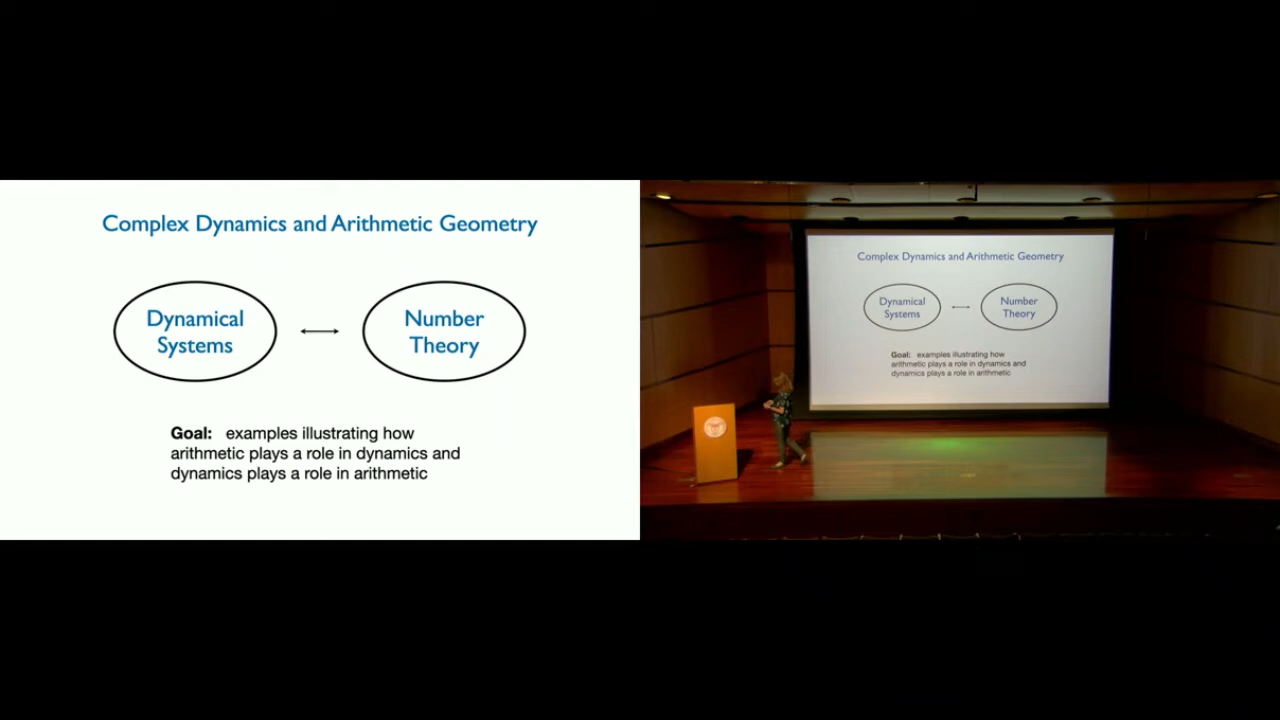 Complex Dynamics and Arithmetic Geometry
Dynamical
Systems
Number
Theory
Goal: examples illustrating how
arithmetic plays a role in dynamics and
dynamics plays a role in arithmetic
Complex Dynamics and Arithmetic Geometry
Dynamical
Systems
Number
Theory
Goal: examples illustrating how
arithmetic plays a role in dynamics and
dynamics plays a role in arithmetic